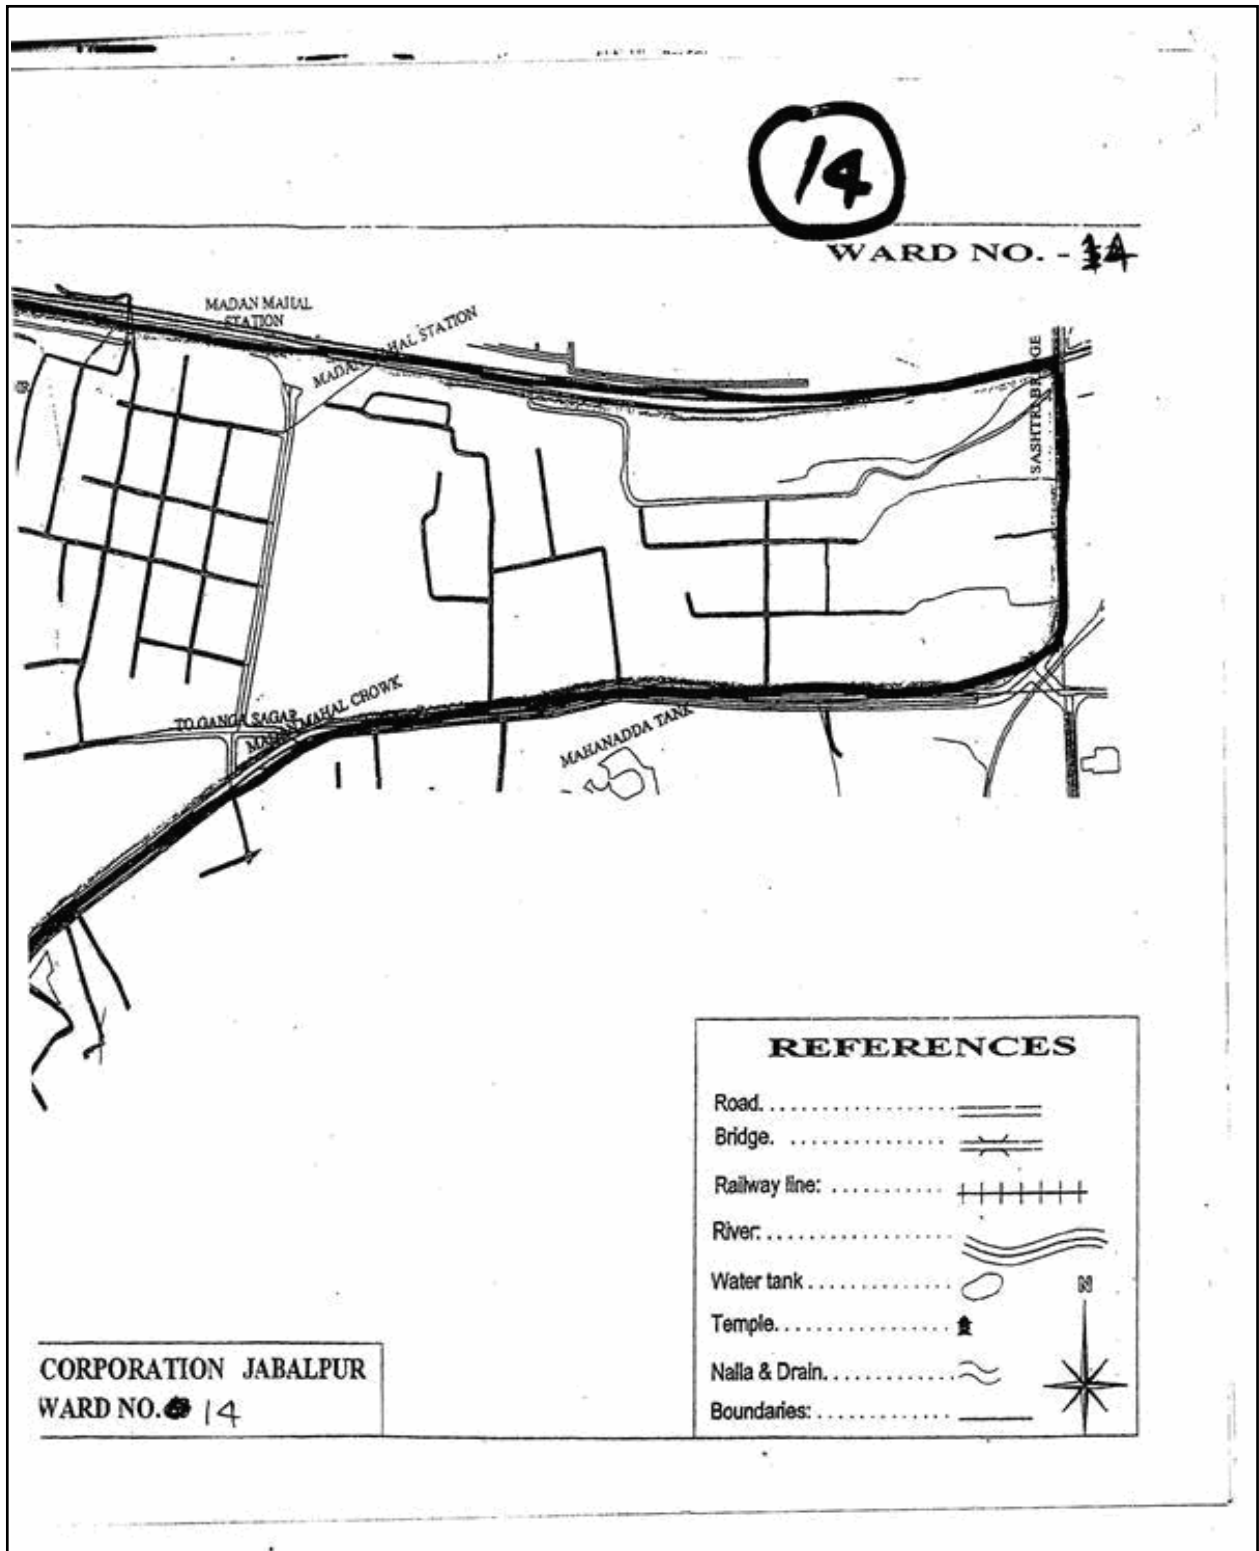 14
WARD NO. - 14
MADAN MAHAL
STATION
MADAN MAHAL STATION
SASHTRI BRIDGE
TO GANGA SAGAR
MADAN MAHAL CHOWK
MAHANADDA TANK
REFERENCES
Road. . . . . . . . . . . . . . . . . .
Bridge. . . . . . . . . . . . . . . .
Railway line: . . . . . . . . . . .
River: . . . . . . . . . . . . . . . . .
Water tank . . . . . . . . . . . . .
N
Temple. . . . . . . . . . . . . . . .
Nalla & Drain. . . . . . . . . . . .
Boundaries: . . . . . . . . . . . . .
CORPORATION JABALPUR
WARD NO. 14